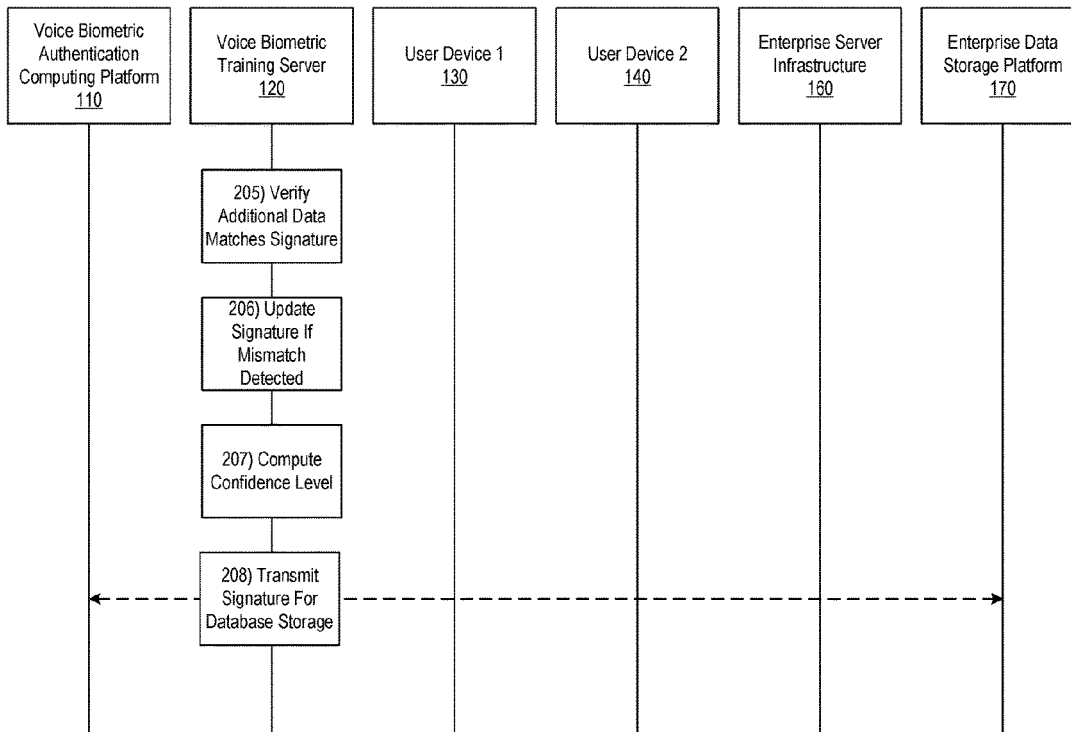 Voice Biometric
Authentication
Computing Platform
110
Voice Biometric
Training Server
120
User Device 1
130
User Device 2
140
Enterprise Server
Infrastructure
160
Enterprise Data
Storage Platform
170
205) Verify
Additional Data
Matches Signature
206) Update
Signature If
Mismatch
Detected
207) Compute
Confidence Level
208) Transmit
Signature For
Database Storage